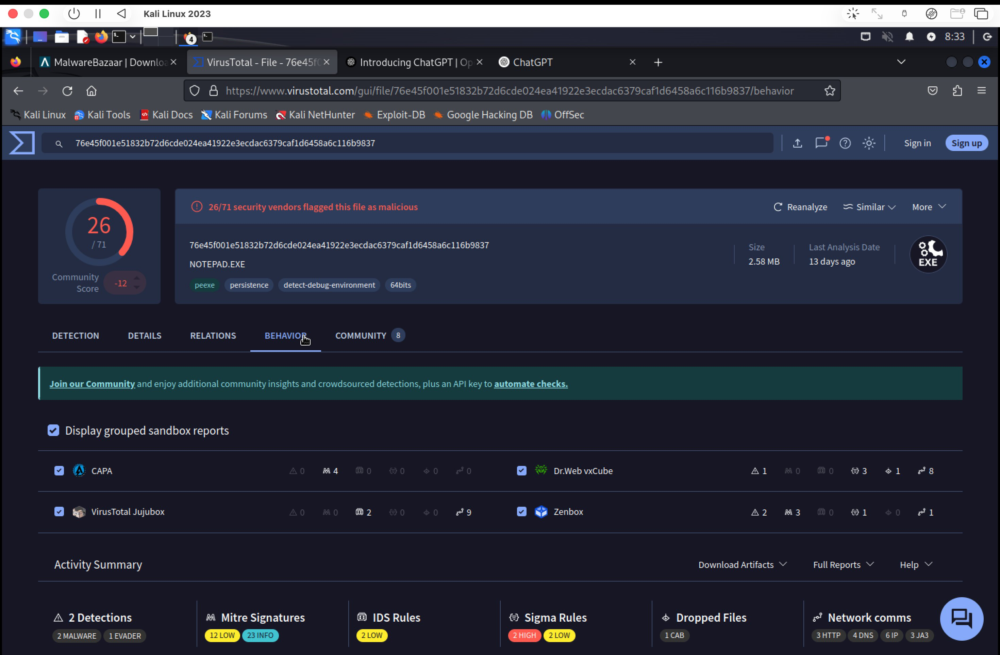 Kali Linux 2023
4
8:33
MalwareBazaar | Downloa
VirusTotal - File - 76e45f0
Introducing ChatGPT | Op
ChatGPT
https://www.virustotal.com/gui/file/76e45f001e51832b72d6cde024ea41922e3ecdac6379caf1d6458a6c116b9837/behavior
Kali Linux Kali Tools Kali Docs Kali Forums Kali NetHunter Exploit-DB Google Hacking DB OffSec
76e45f001e51832b72d6cde024ea41922e3ecdac6379caf1d6458a6c116b9837
Sign in Sign up
26
/ 71
Community
Score
-12
26/71 security vendors flagged this file as malicious
Reanalyze Similar More
76e45f001e51832b72d6cde024ea41922e3ecdac6379caf1d6458a6c116b9837
NOTEPAD.EXE
peexe persistence detect-debug-environment 64bits
Size
2.58 MB
Last Analysis Date
13 days ago
EXE
DETECTION DETAILS RELATIONS BEHAVIOR COMMUNITY 8
Join our Community and enjoy additional community insights and crowdsourced detections, plus an API key to automate checks.
Display grouped sandbox reports
CAPA 0 4 0 0 0 0
Dr.Web vxCube 1 0 0 3 1 8
VirusTotal Jujubox 0 0 2 0 0 9
Zenbox 2 3 0 1 0 1
Activity Summary
Download Artifacts Full Reports Help
2 Detections
2 MALWARE 1 EVADER
Mitre Signatures
12 LOW 23 INFO
IDS Rules
2 LOW
Sigma Rules
2 HIGH 2 LOW
Dropped Files
1 CAB
Network comms
3 HTTP 4 DNS 6 IP 3 JA3